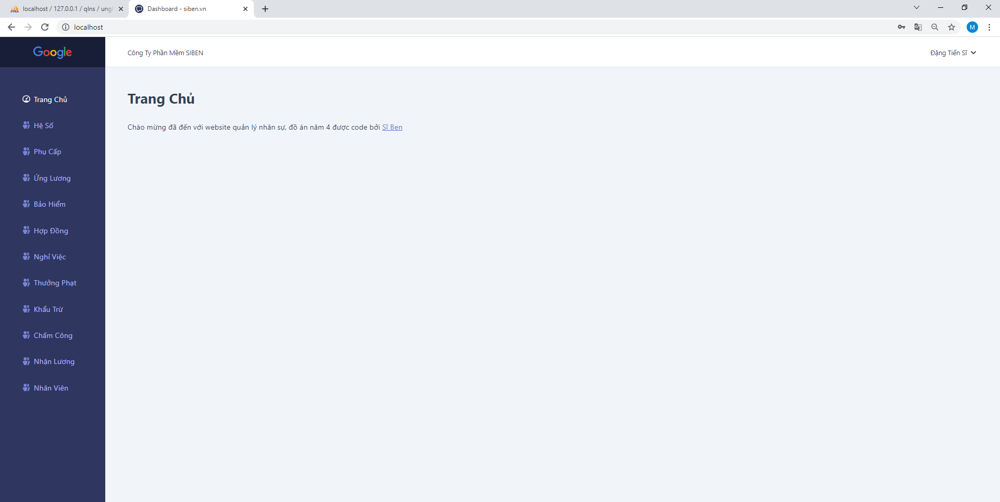 localhost / 127.0.0.1 / qlns / ung
Dashboard - siben.vn
localhost
M
Google
Công Ty Phần Mềm SIBEN
Đặng Tiến Sĩ
Trang Chủ
Hệ Số
Phụ Cấp
Ứng Lương
Bảo Hiểm
Hợp Đồng
Nghỉ Việc
Thưởng Phạt
Khẩu Trừ
Chấm Công
Nhận Lương
Nhân Viên
Trang Chủ
Chào mừng đã đến với website quản lý nhân sự, đồ án năm 4 được code bởi Sĩ Ben